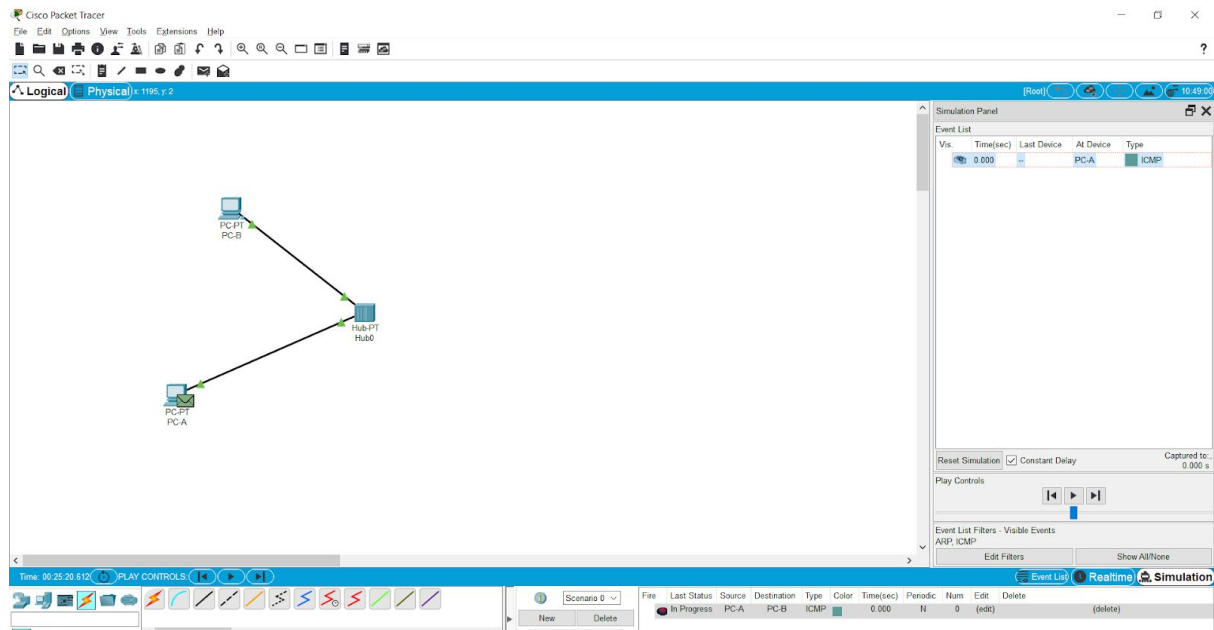 Cisco Packet Tracer
File Edit Options View Tools Extensions Help
?
Logical Physical x: 1195, y: 2 [Root] 10:49:00
Simulation Panel
Event List
Vis. Time(sec) Last Device At Device Type
0.000 -- PC-A ICMP
PC-PT
PC-B
Hub-PT
Hub0
PC-PT
PC-A
Reset Simulation Constant Delay Captured to:
0.000 s
Play Controls
Event List Filters - Visible Events
ARP, ICMP
Edit Filters Show All/None
Time: 00:25:20.612 PLAY CONTROLS: Event List Realtime Simulation
Scenario 0 Fire Last Status Source Destination Type Color Time(sec) Periodic Num Edit Delete
In Progress PC-A PC-B ICMP 0.000 N 0 (edit) (delete)
New Delete